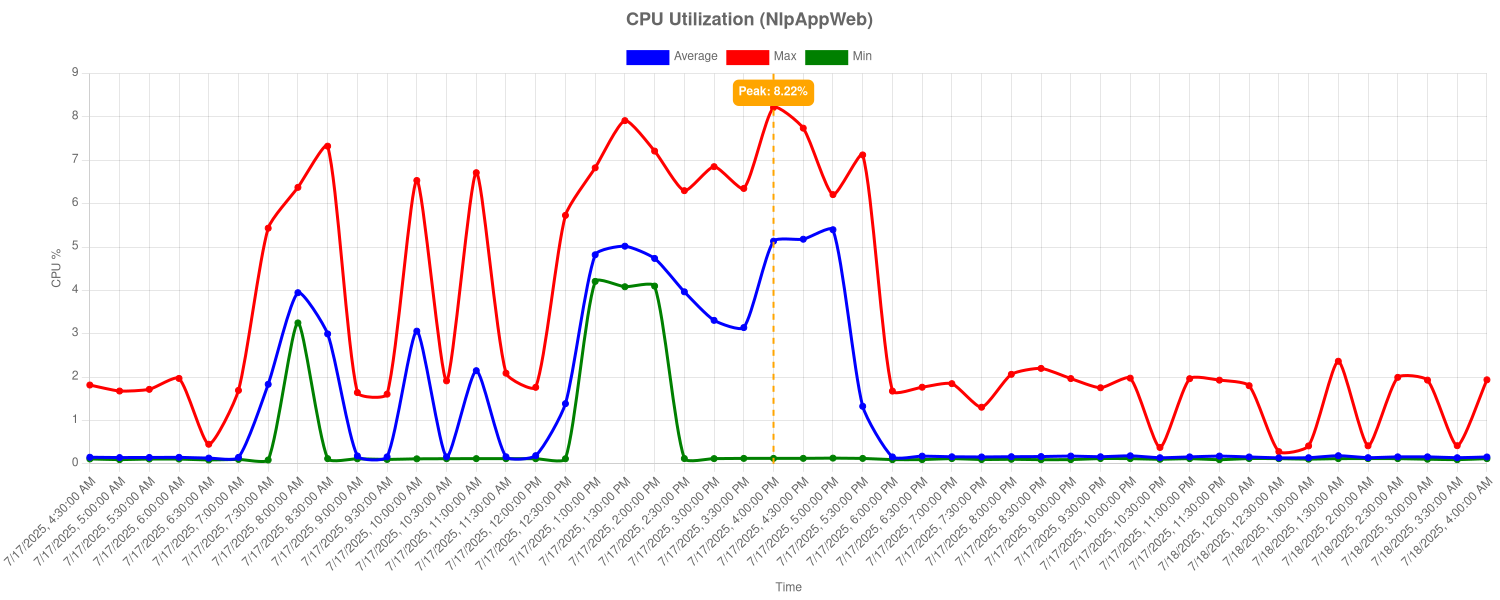 CPU Utilization (NlpAppWeb)
Average Max Min
9
Peak: 8.22%
8
7
6
5
4
3
2
1
0
CPU %
7/17/2025, 4:30:00 AM
7/17/2025, 5:00:00 AM
7/17/2025, 5:30:00 AM
7/17/2025, 6:00:00 AM
7/17/2025, 6:30:00 AM
7/17/2025, 7:00:00 AM
7/17/2025, 7:30:00 AM
7/17/2025, 8:00:00 AM
7/17/2025, 8:30:00 AM
7/17/2025, 9:00:00 AM
7/17/2025, 9:30:00 AM
7/17/2025, 10:00:00 AM
7/17/2025, 10:30:00 AM
7/17/2025, 11:00:00 AM
7/17/2025, 11:30:00 AM
7/17/2025, 12:00:00 PM
7/17/2025, 12:30:00 PM
7/17/2025, 1:00:00 PM
7/17/2025, 1:30:00 PM
7/17/2025, 2:00:00 PM
7/17/2025, 2:30:00 PM
7/17/2025, 3:00:00 PM
7/17/2025, 3:30:00 PM
7/17/2025, 4:00:00 PM
7/17/2025, 4:30:00 PM
7/17/2025, 5:00:00 PM
7/17/2025, 5:30:00 PM
7/17/2025, 6:00:00 PM
7/17/2025, 6:30:00 PM
7/17/2025, 7:00:00 PM
7/17/2025, 7:30:00 PM
7/17/2025, 8:00:00 PM
7/17/2025, 8:30:00 PM
7/17/2025, 9:00:00 PM
7/17/2025, 9:30:00 PM
7/17/2025, 10:00:00 PM
7/17/2025, 10:30:00 PM
7/17/2025, 11:00:00 PM
7/17/2025, 11:30:00 PM
7/18/2025, 12:00:00 AM
7/18/2025, 12:30:00 AM
7/18/2025, 1:00:00 AM
7/18/2025, 1:30:00 AM
7/18/2025, 2:00:00 AM
7/18/2025, 2:30:00 AM
7/18/2025, 3:00:00 AM
7/18/2025, 3:30:00 AM
7/18/2025, 4:00:00 AM
Time